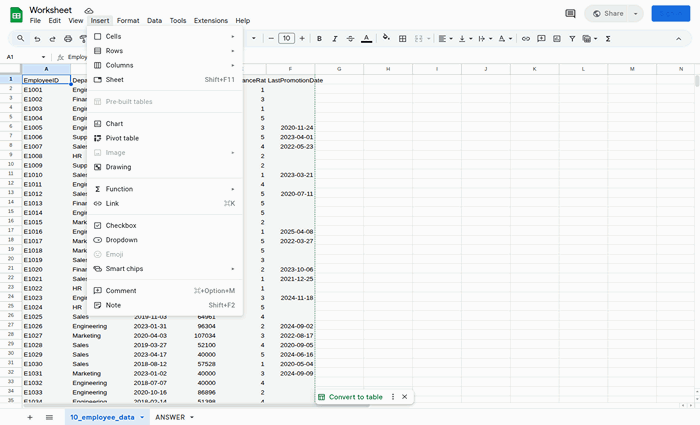 Worksheet
File Edit View Insert Format Data Tools Extensions Help
Share
10
A1 fx Employ
Cells
Rows
Columns
Sheet Shift+F11
Pre-built tables
Chart
Pivot table
Image
Drawing
Function
Link ⌘K
Checkbox
Dropdown
Emoji
Smart chips
Comment ⌘+Option+M
Note Shift+F2
A F G H I J K L M N
1 EmployeeID Depa anceRat LastPromotionDate
2 E1001 Engi 1
3 E1002 Finar 3
4 E1003 Engi 1
5 E1004 Engi 5
6 E1005 Engi 3 2020-11-24
7 E1006 Supp 5 2023-04-01
8 E1007 Sales 4 2022-05-23
9 E1008 HR 2
10 E1009 Supp 2
11 E1010 Sales 1 2023-03-21
12 E1011 Engi 4
13 E1012 Sales 5 2020-07-11
14 E1013 Finar 5
15 E1014 Engi 5
16 E1015 Mark 2
17 E1016 Engi 1 2025-04-08
18 E1017 Mark 5 2022-03-27
19 E1018 Mark 5
20 E1019 Sales 3
21 E1020 Finar 2 2023-10-06
22 E1021 Sales 1 2021-12-25
23 E1022 HR 1
24 E1023 Engi 3 2024-11-18
25 E1024 HR 5
26 E1025 Sales 2019-11-03 64961 4
27 E1026 Engineering 2023-01-31 96304 2 2024-09-02
28 E1027 Marketing 2020-04-03 107034 3 2022-08-17
29 E1028 Sales 2019-03-27 52100 4 2020-09-05
30 E1029 Sales 2023-04-17 40000 5 2024-06-16
31 E1030 Sales 2018-08-12 57528 1 2020-05-04
32 E1031 Marketing 2023-01-02 40000 3 2024-09-09
33 E1032 Engineering 2018-07-07 40000 4
34 E1033 Engineering 2020-10-16 86896 2
35 E1034 Engineering 2018-02-14 51398 4
Convert to table
10_employee_data ANSWER